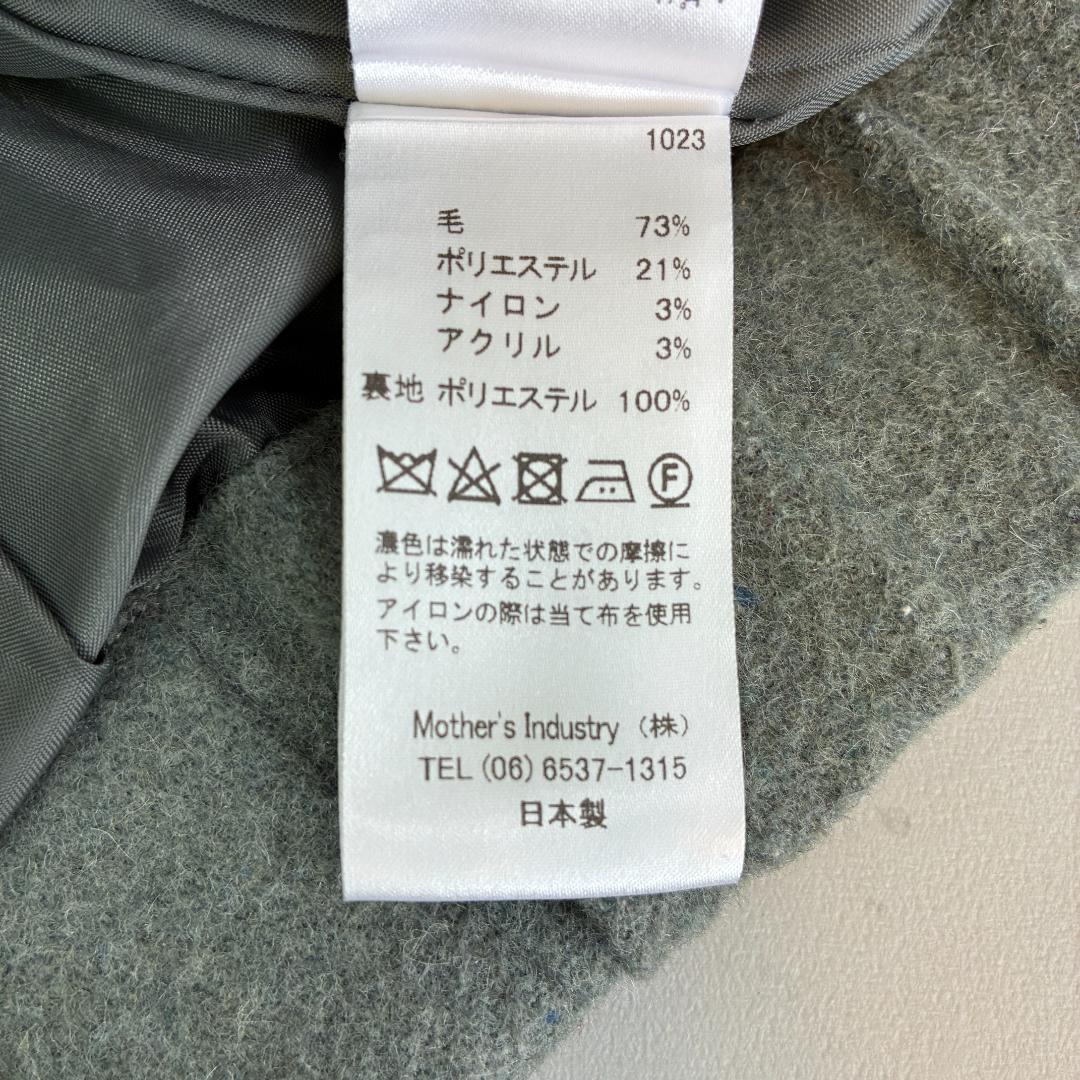 1023
毛 73%
ポリエステル 21%
ナイロン 3%
アクリル 3%
裏地 ポリエステル 100%
F
濃色は濡れた状態での摩擦に
より移染することがあります。
アイロンの際は当て布を使用
下さい。
Mother's Industry (株)
TEL (06) 6537-1315
日本製